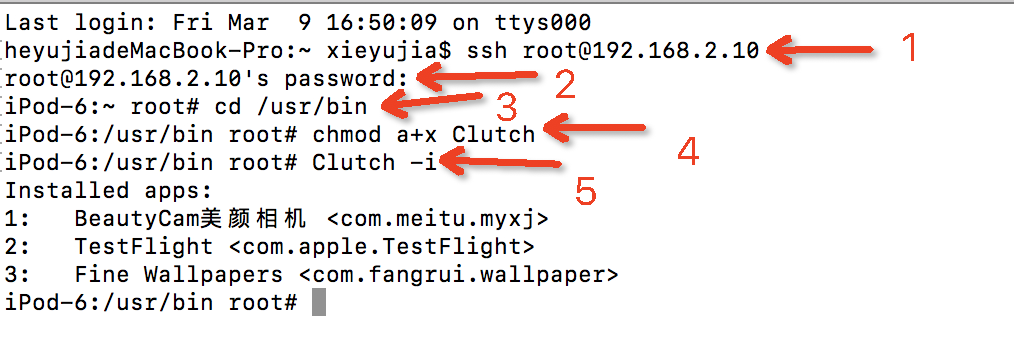 Last login: Fri Mar  9 16:50:09 on ttys000
heyujiadeMacBook-Pro:~ xieyujia$ ssh root@192.168.2.10 1
root@192.168.2.10's password: 2
iPod-6:~ root# cd /usr/bin 3
iPod-6:/usr/bin root# chmod a+x Clutch 4
iPod-6:/usr/bin root# Clutch -i 5
Installed apps:
1:   BeautyCam美颜相机 <com.meitu.myxj>
2:   TestFlight <com.apple.TestFlight>
3:   Fine Wallpapers <com.fangrui.wallpaper>
iPod-6:/usr/bin root#